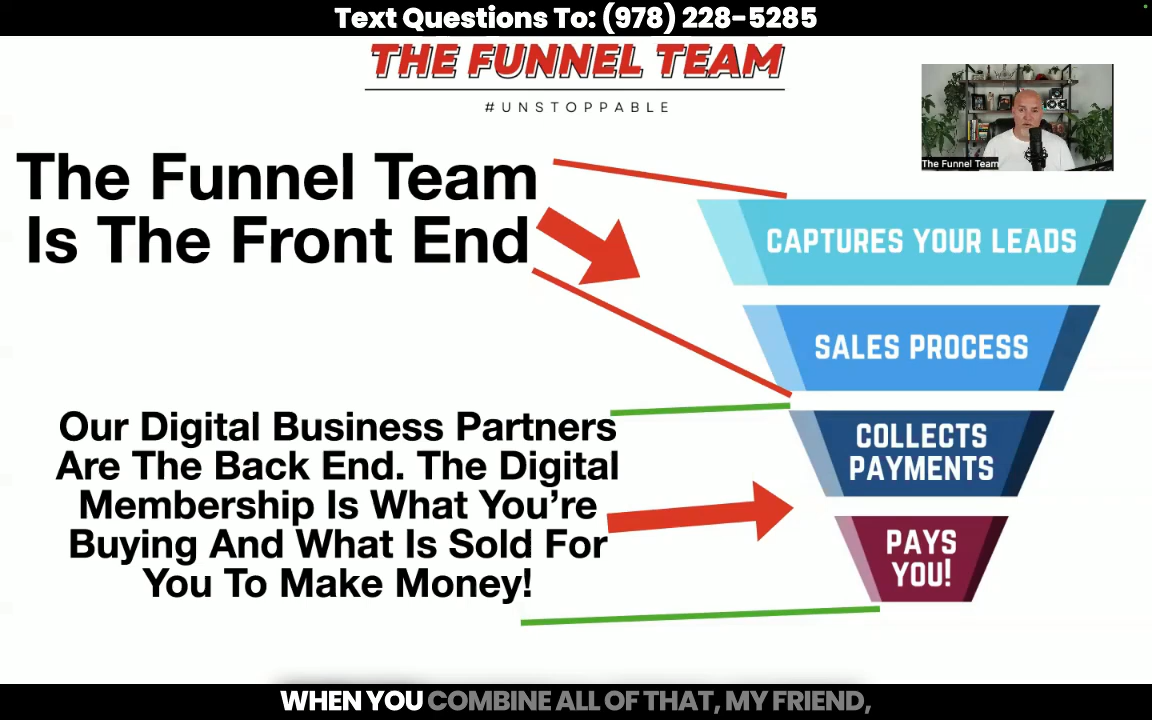 Text Questions To: (978) 228-5285
THE FUNNEL TEAM
#UNSTOPPABLE
The Funnel Team
The Funnel Team
Is The Front End
CAPTURES YOUR LEADS
SALES PROCESS
Our Digital Business Partners
Are The Back End. The Digital
Membership Is What You’re
Buying And What Is Sold For
You To Make Money!
COLLECTS
PAYMENTS
PAYS
YOU!
WHEN YOU COMBINE ALL OF THAT, MY FRIEND,